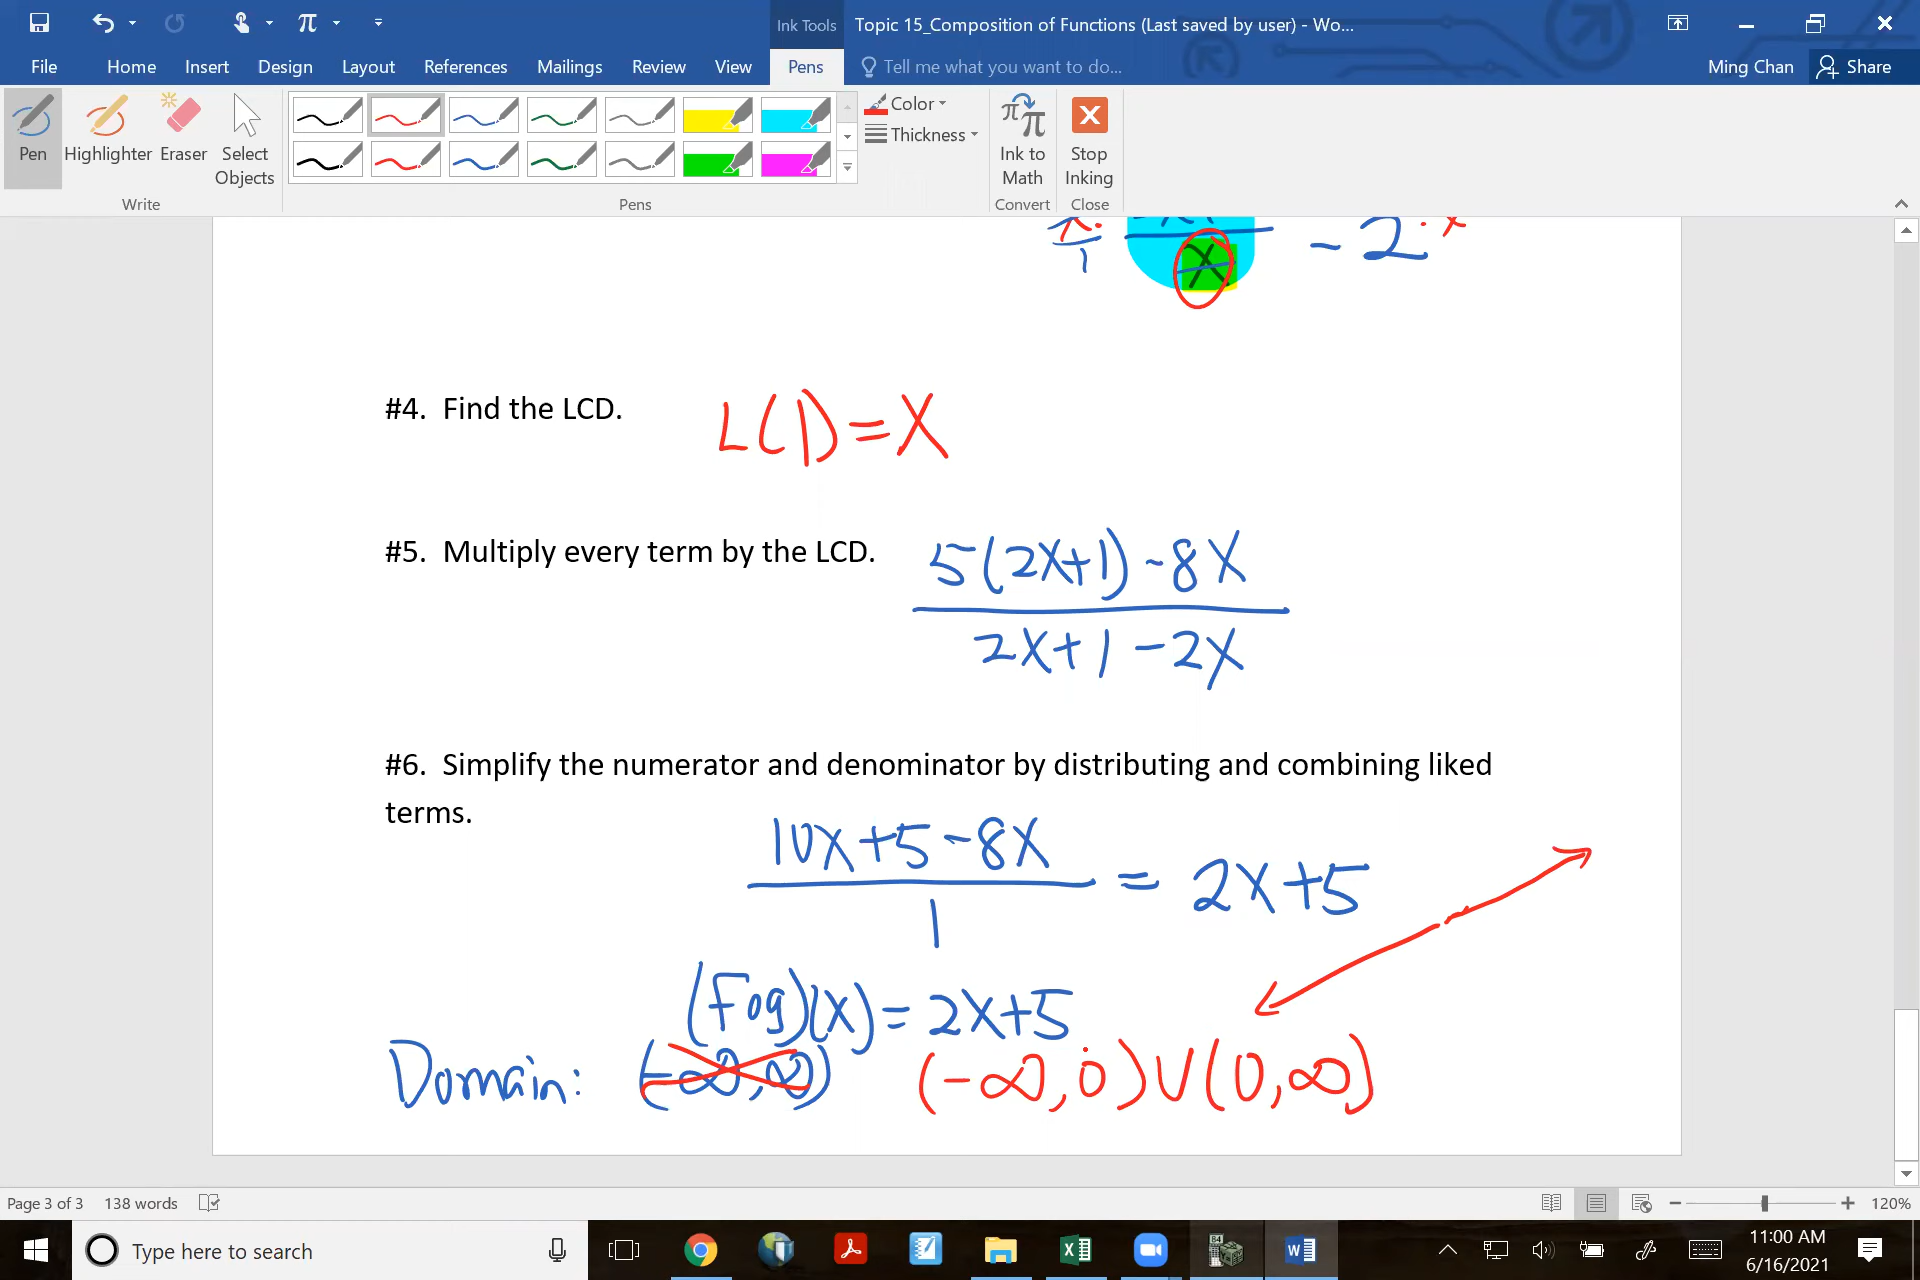 Ink Tools
Topic 15_Composition of Functions (Last saved by user) - Wo...
File Home Insert Design Layout References Mailings Review View Pens Tell me what you want to do... Ming Chan Share
Pen Highlighter Eraser Select Objects
Color
Thickness
Ink to Math
Stop Inking
Write Pens Convert Close
x.
1
x
- 2 · x
#4. Find the LCD. LCD = X
#5. Multiply every term by the LCD.
5(2X+1) - 8X
2X+1 - 2X
#6. Simplify the numerator and denominator by distributing and combining liked
terms.
10X+5-8X
1
= 2X+5
(Fog)(X) = 2X+5
Domain: (-∞,∞) (-∞,0)U(0,∞)
Page 3 of 3 138 words 120%
Type here to search
11:00 AM
6/16/2021